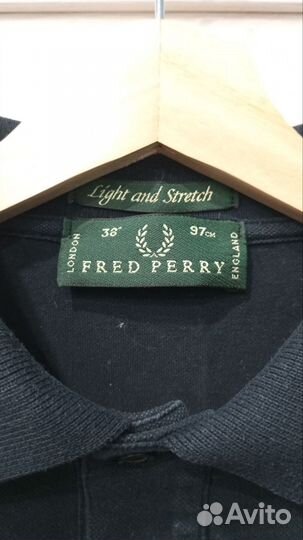 Light and Stretch
38" 97CM
LONDON
FRED PERRY
ENGLAND
Avito